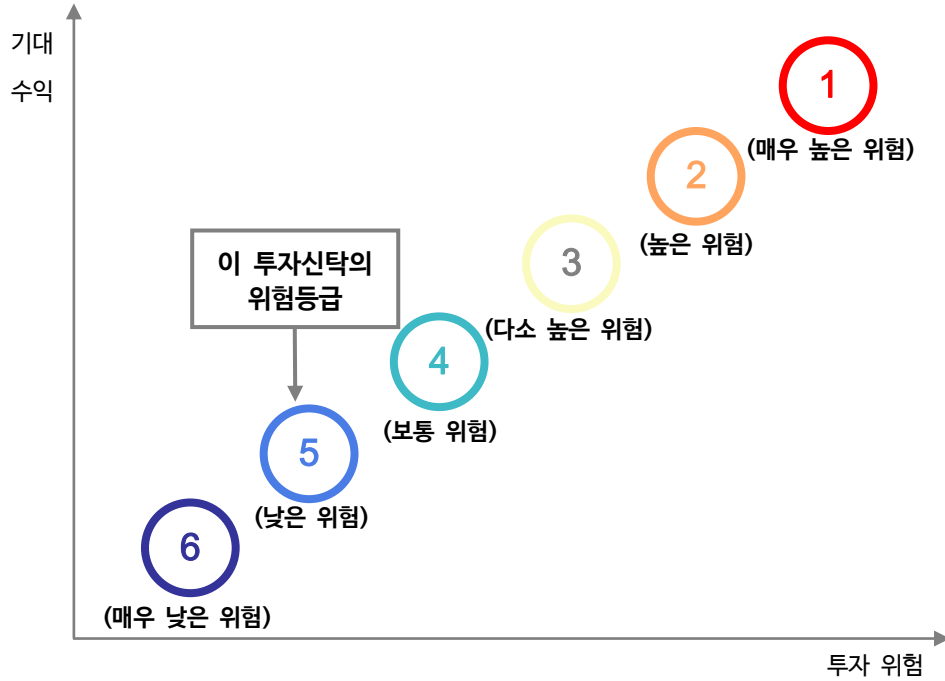 기대
수익
1
(매우 높은 위험)
2
(높은 위험)
이 투자신탁의
위험등급
3
(다소 높은 위험)
4
(보통 위험)
5
(낮은 위험)
6
(매우 낮은 위험)
투자 위험